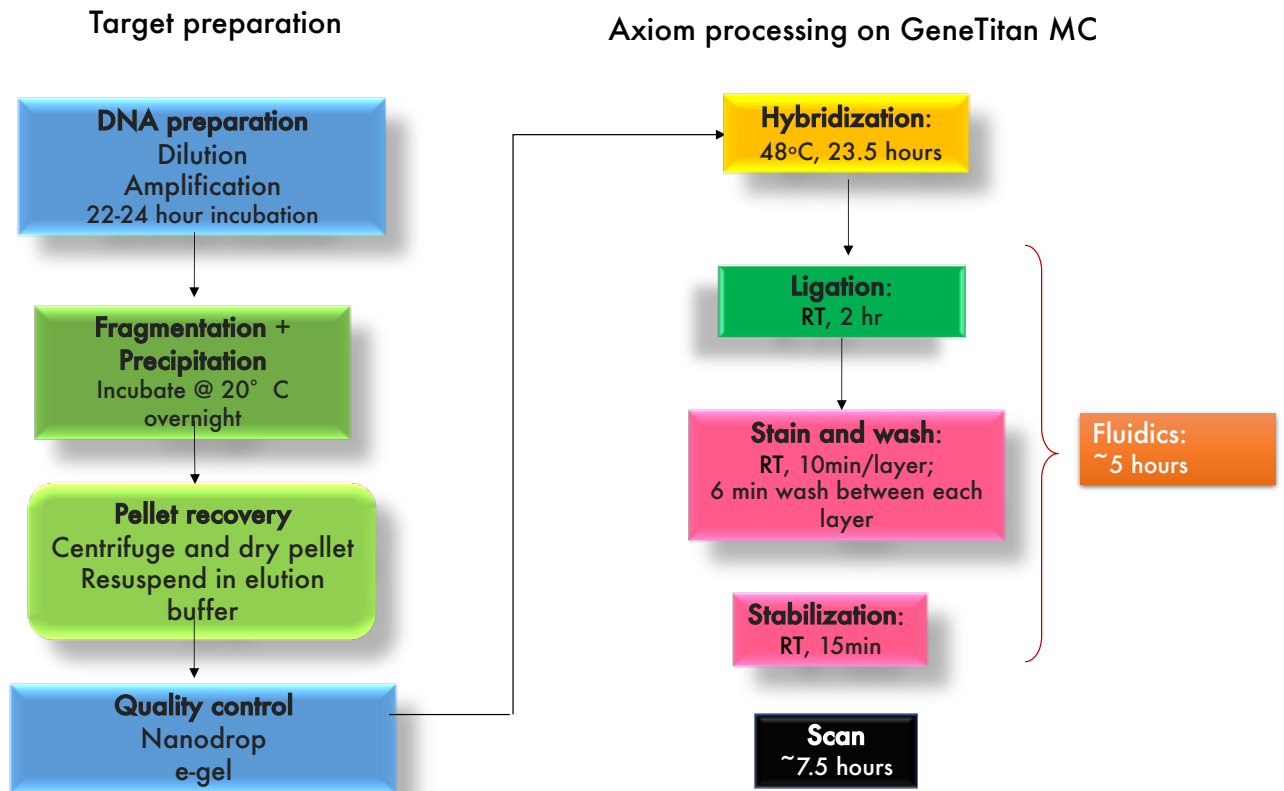 Target preparation
DNA preparation
Dilution
Amplification
22-24 hour incubation
Fragmentation +
Precipitation
Incubate @ 20° C
overnight
Pellet recovery
Centrifuge and dry pellet
Resuspend in elution
buffer
Quality control
Nanodrop
e-gel
Axiom processing on GeneTitan MC
Hybridization:
48°C, 23.5 hours
Ligation:
RT, 2 hr
Stain and wash:
RT, 10min/layer;
6 min wash between each
layer
Stabilization:
RT, 15min
Scan
~7.5 hours
Fluidics:
~5 hours